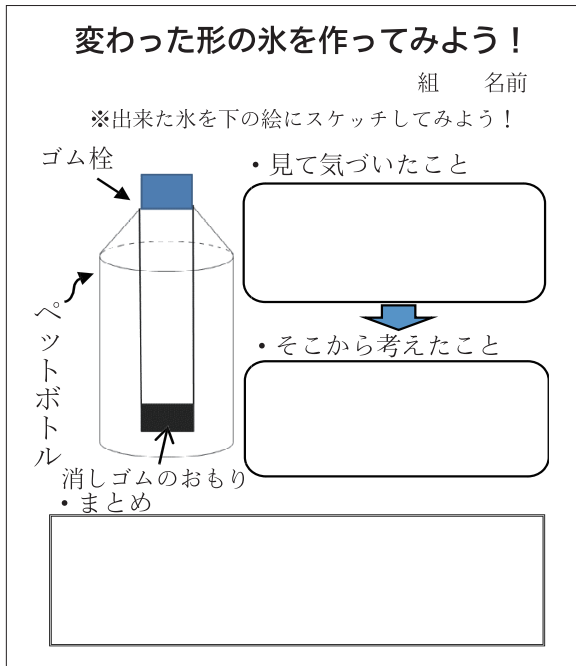 変わった形の氷を作ってみよう！
組　　名前
※出来た氷を下の絵にスケッチしてみよう！
ゴム栓
・見て気づいたこと
ペットボトル
・そこから考えたこと
消しゴムのおもり
・まとめ